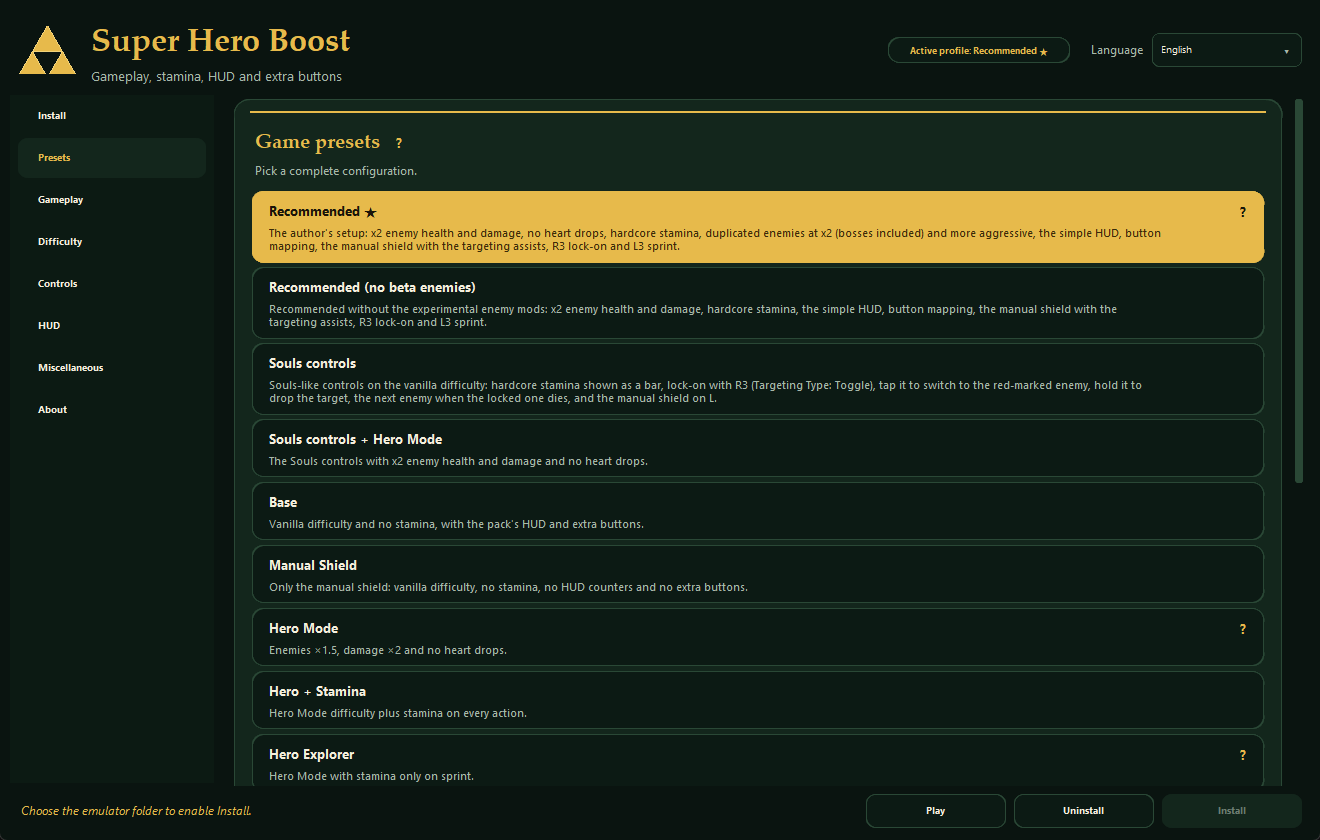 Super Hero Boost
Gameplay, stamina, HUD and extra buttons
Active profile: Recommended ★
Language
English
Install
Presets
Gameplay
Difficulty
Controls
HUD
Miscellaneous
About
Game presets ?
Pick a complete configuration.
Recommended ★
?
The author's setup: x2 enemy health and damage, no heart drops, hardcore stamina, duplicated enemies at x2 (bosses included) and more aggressive, the simple HUD, button
mapping, the manual shield with the targeting assists, R3 lock-on and L3 sprint.
Recommended (no beta enemies)
Recommended without the experimental enemy mods: x2 enemy health and damage, hardcore stamina, the simple HUD, button mapping, the manual shield with the
targeting assists, R3 lock-on and L3 sprint.
Souls controls
Souls-like controls on the vanilla difficulty: hardcore stamina shown as a bar, lock-on with R3 (Targeting Type: Toggle), tap it to switch to the red-marked enemy, hold it to
drop the target, the next enemy when the locked one dies, and the manual shield on L.
Souls controls + Hero Mode
The Souls controls with x2 enemy health and damage and no heart drops.
Base
Vanilla difficulty and no stamina, with the pack's HUD and extra buttons.
Manual Shield
Only the manual shield: vanilla difficulty, no stamina, no HUD counters and no extra buttons.
Hero Mode
?
Enemies ×1.5, damage ×2 and no heart drops.
Hero + Stamina
Hero Mode difficulty plus stamina on every action.
Hero Explorer
?
Hero Mode with stamina only on sprint.
Choose the emulator folder to enable Install.
Play
Uninstall
Install